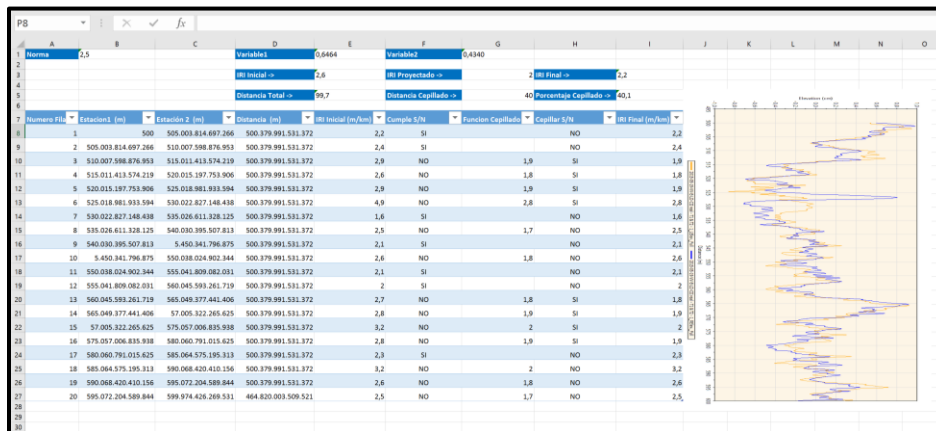 P8 fx
A B C D E F G H I J K L M N
1 Norma 2,5 Variable1 0,6464 Variable2 0,4340
2
3 IRI Inicial -> 2,6 IRI Proyectado -> 2 IRI Final -> 2,2
4
5 Distancia Total -> 99,7 Distancia Cepillado -> 40 Porcentaje Cepillado -> 40,1
6
7 Numero Fila Estacion1 (m) Estación 2 (m) Distancia (m) IRI Inicial (m/km) Cumple S/N Funcion Capillado Cepillar S/N IRI Final (m/km)
8 1 500 505.003.814.697.266 500.379.991.531.372 2,2 SI NO 2,2
9 2 505.003.814.697.266 510.007.598.876.953 500.379.991.531.372 2,4 SI NO 2,4
10 3 510.007.598.876.953 515.011.413.574.219 500.379.991.531.372 2,9 NO 1,9 SI 1,9
11 4 515.011.413.574.219 520.015.197.753.906 500.379.991.531.372 2,6 NO 1,8 SI 1,8
12 5 520.015.197.753.906 525.018.981.933.594 500.379.991.531.372 2,9 NO 1,9 SI 1,9
13 6 525.018.981.933.594 530.022.827.148.438 500.379.991.531.372 4,9 NO 2,8 SI 2,8
14 7 530.022.827.148.438 535.026.611.328.125 500.379.991.531.372 1,6 SI NO 1,6
15 8 535.026.611.328.125 540.030.395.507.813 500.379.991.531.372 2,5 NO 1,7 NO 2,5
16 9 540.030.395.507.813 5.450.341.796.875 500.379.991.531.372 2,1 SI NO 2,1
17 10 5.450.341.796.875 550.038.024.902.344 500.379.991.531.372 2,6 NO 1,8 NO 2,6
18 11 550.038.024.902.344 555.041.809.082.031 500.379.991.531.372 2,1 SI NO 2,1
19 12 555.041.809.082.031 560.045.593.261.719 500.379.991.531.372 2 SI NO 2
20 13 560.045.593.261.719 565.049.377.441.406 500.379.991.531.372 2,7 NO 1,8 SI 1,8
21 14 565.049.377.441.406 57.005.322.265.625 500.379.991.531.372 2,8 NO 1,9 SI 1,9
22 15 57.005.322.265.625 575.057.006.835.938 500.379.991.531.372 3,2 NO 2 SI 2
23 16 575.057.006.835.938 580.060.791.015.625 500.379.991.531.372 2,8 NO 1,9 SI 1,9
24 17 580.060.791.015.625 585.064.575.195.313 500.379.991.531.372 2,3 SI NO 2,3
25 18 585.064.575.195.313 590.068.420.410.156 500.379.991.531.372 3,2 NO 2 NO 3,2
26 19 590.068.420.410.156 595.072.204.589.844 500.379.991.531.372 2,6 NO 1,8 NO 2,6
27 20 595.072.204.589.844 599.974.426.269.531 464.820.003.509.521 2,5 NO 1,7 NO 2,5
28
29
30